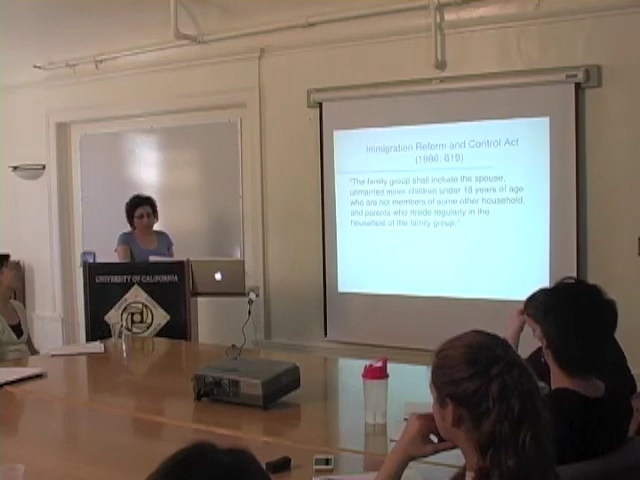 Immigration Reform and Control Act
(1986: 619)
"The family group shall include the spouse,
unmarried minor children under 18 years of age
who are not members of some other household,
and parents who reside regularly in the
household of the family group."
UNIVERSITY OF CALIFORNIA